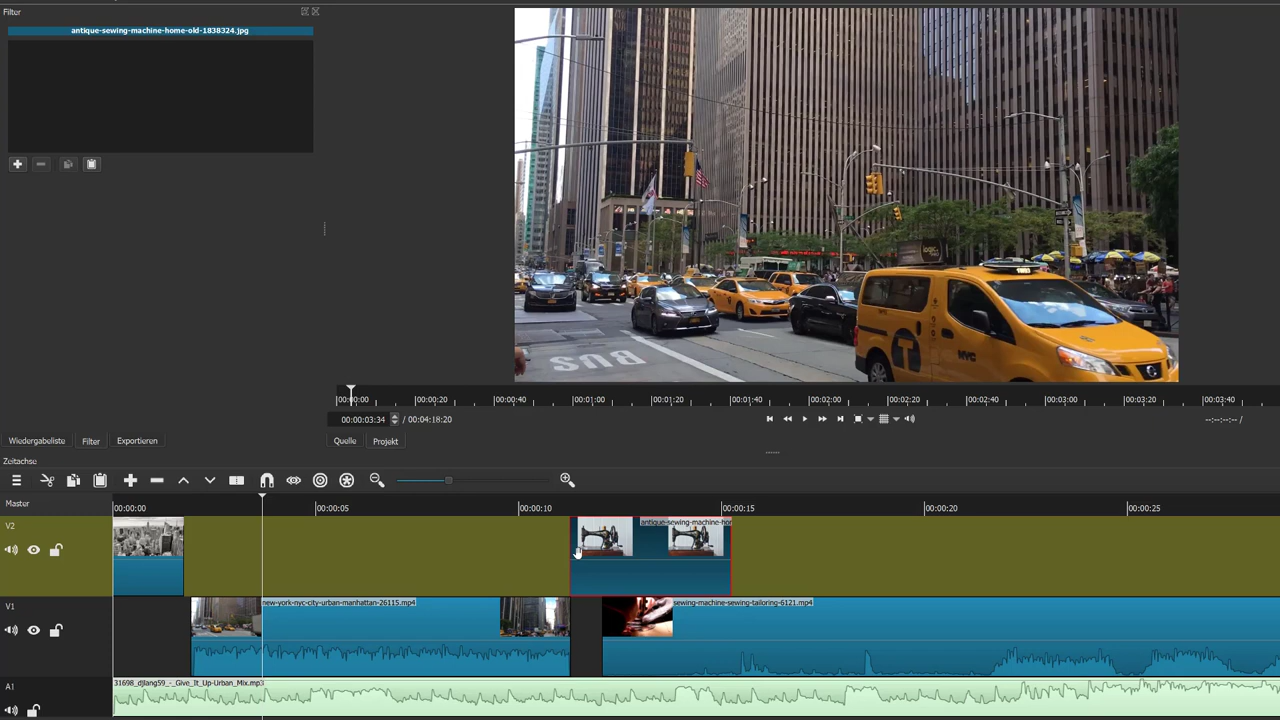 Filter
antique-sewing-machine-home-old-1838324.jpg
BUS
T
NYC
00:00:00 00:00:20 00:00:40 00:01:00 00:01:20 00:01:40 00:02:00 00:02:20 00:02:40 00:03:00 00:03:20 00:03:40
00:00:03:34 / 00:04:18:20
--:--:--:-- /
Wiedergabeliste Filter Exportieren
Quelle Projekt
Zeitachse
Master
00:00:00 00:00:05 00:00:10 00:00:15 00:00:20 00:00:25
V2
antique-sewing-machine-hor
V1
new-york-nyc-city-urban-manhattan-26115.mp4
sewing-machine-sewing-tailoring-6121.mp4
A1
31698_djlang59_-_Give_It_Up-Urban_Mix.mp3